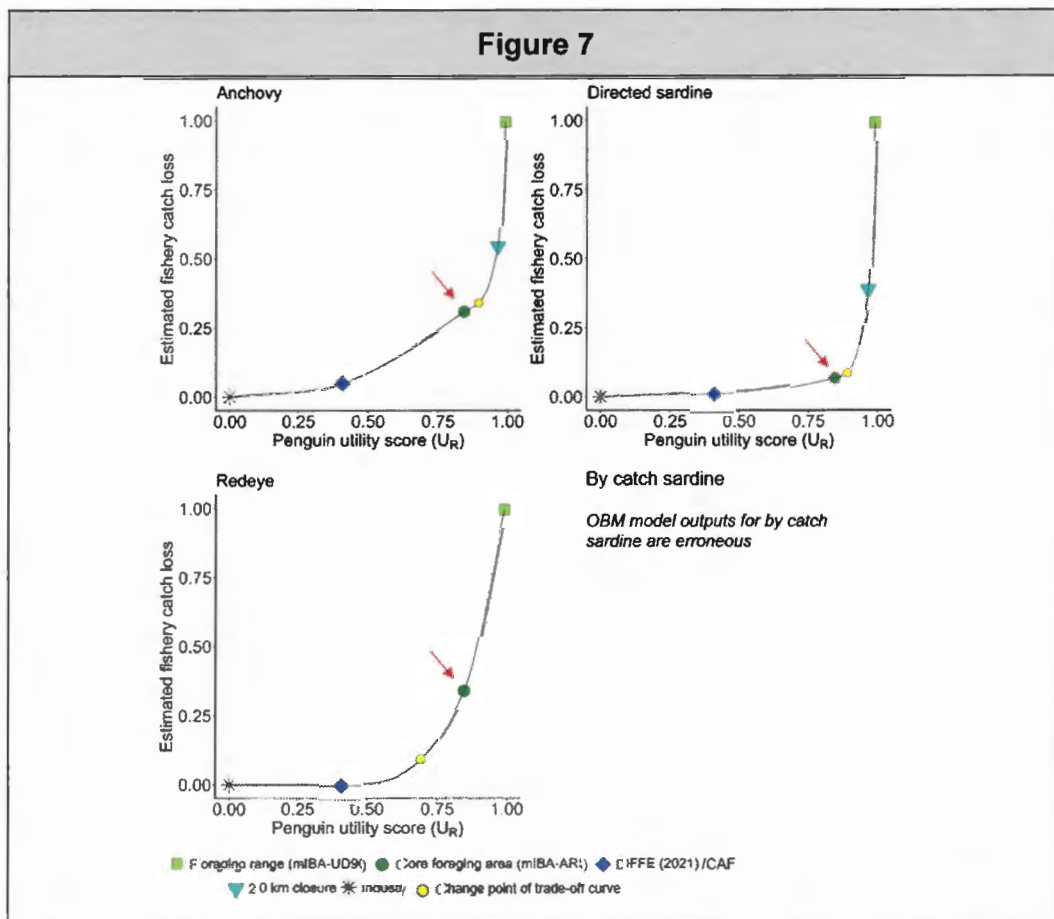 Figure 7
Anchovy
Estimated fishery catch loss
1.00
0.75
0.50
0.25
0.00
0.00 0.25 0.50 0.75 1.00
Penguin utility score (UR)
Directed sardine
Estimated fishery catch loss
1.00
0.75
0.50
0.25
0.00
0.00 0.25 0.50 0.75 1.00
Penguin utility score (UR)
Redeye
Estimated fishery catch loss
1.00
0.75
0.50
0.25
0.00
0.00 0.25 0.50 0.75 1.00
Penguin utility score (UR)
By catch sardine
OBM model outputs for by catch
sardine are erroneous
Foraging range Core foraging area (2021) /CAF
closure Change point of trade-off curve